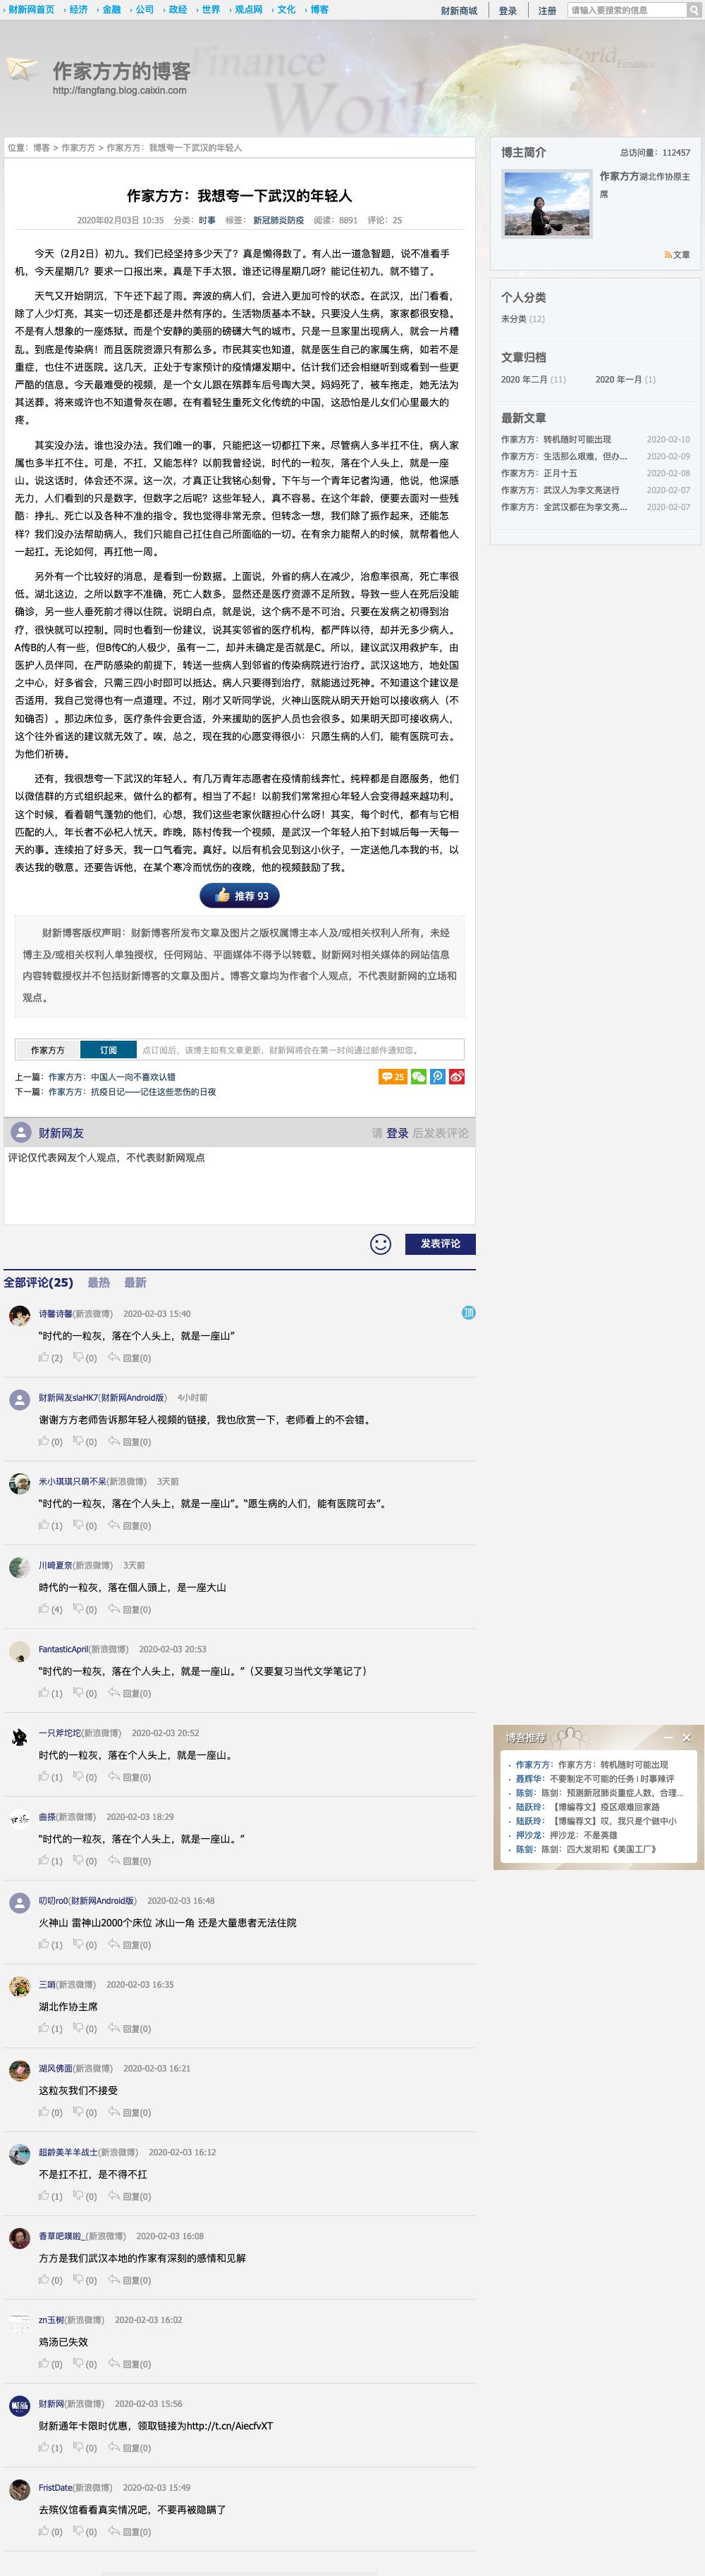 财新网首页 经济 金融 公司 政经 世界 观点网 文化 博客
财新商城 登录 注册 请输入要搜索的信息
作家方方的博客
http://fangfang.blog.caixin.com
位置：博客 > 作家方方 > 作家方方：我想夸一下武汉的年轻人
作家方方：我想夸一下武汉的年轻人
2020年02月03日 10:35 分类：时事 标签： 新冠肺炎防疫 阅读：8891 评论：25
今天（2月2日）初九。我们已经坚持多少天了？真是懒得数了。有人出一道急智题，说不准看手
机，今天星期几？要求一口报出来。真是下手太狠。谁还记得星期几呀？能记住初九，就不错了。
天气又开始阴沉，下午还下起了雨。奔波的病人们，会进入更加可怜的状态。在武汉，出门看看，
除了人少灯亮，其实一切还是都还是井然有序的。生活物质基本不缺。只要没人生病，家家都很安稳。
不是有人想象的一座炼狱。而是个安静的美丽的磅礴大气的城市。只是一旦家里出现病人，就会一片糟
乱。到底是传染病！而且医院资源只有那么多。市民其实也知道，就是医生自己的家属生病，如若不是
重症，也住不进医院。这几天，正处于专家预计的疫情爆发期中。估计我们还会相继听到或看到一些更
严酷的信息。今天最难受的视频，是一个女儿跟在殡葬车后号啕大哭。妈妈死了，被车拖走，她无法为
其送葬。将来或许也不知道骨灰在哪。在有着轻生重死文化传统的中国，这恐怕是儿女们心里最大的
疼。
其实没办法。谁也没办法。我们唯一的事，只能把这一切都扛下来。尽管病人多半扛不住，病人家
属也多半扛不住。可是，不扛，又能怎样？以前我曾经说，时代的一粒灰，落在个人头上，就是一座
山。说这话时，体会还不深。这一次，才真正让我铭心刻骨。下午与一个青年记者沟通，他说，他深感
无力，人们看到的只是数字，但数字之后呢？这些年轻人，真不容易。在这个年龄，便要去面对一些残
酷：挣扎、死亡以及各种不准的指令。我也觉得非常无奈。但转念一想，我们除了振作起来，还能怎
样？我们没办法帮助病人，我们只能自己扛住自己所面临的一切。在有余力能帮人的时候，就帮着他人
一起扛。无论如何，再扛他一周。
另外有一个比较好的消息，是看到一份数据。上面说，外省的病人在减少，治愈率很高，死亡率很
低。湖北这边，之所以数字不准确，死亡人数多，显然还是医疗资源不足所致。导致一些人在死后没能
确诊，另一些人垂死前才得以住院。说明白点，就是说，这个病不是不可治。只要在发病之初得到治
疗，很快就可以控制。同时也看到一份建议，说其实邻省的医疗机构，都严阵以待，却并无多少病人。
A传B的人有一些，但B传C的人极少，虽有一二，却并未确定是否就是C。所以，建议武汉用救护车，由
医护人员伴同，在严防感染的前提下，转送一些病人到邻省的传染病院进行治疗。武汉这地方，地处国
之中心，好多省会，只需三四小时即可以抵达。病人只要得到治疗，就能逃过死神。不知道这个建议是
否适用，我自己觉得也有一点道理。不过，刚才又听同学说，火神山医院从明天开始可以接收病人（不
知确否）。那边床位多，医疗条件会更合适，外来援助的医护人员也会很多。如果明天即可接收病人，
这个往外省送的建议就无效了。唉，总之，现在我的心愿变得很小：只愿生病的人们，能有医院可去。
为他们祈祷。
还有，我很想夸一下武汉的年轻人。有几万青年志愿者在疫情前线奔忙。纯粹都是自愿服务，他们
以微信群的方式组织起来，做什么的都有。相当了不起！以前我们常常担心年轻人会变得越来越功利。
这个时候，看着朝气蓬勃的他们，心想，我们这些老家伙瞎担心什么呀！其实，每个时代，都有与它相
匹配的人，年长者不必杞人忧天。昨晚，陈村传我一个视频，是武汉一个年轻人拍下封城后每一天每一
天的事。连续拍了好多天，我一口气看完。真好。以后有机会见到这小伙子，一定送他几本我的书，以
表达我的敬意。还要告诉他，在某个寒冷而忧伤的夜晚，他的视频鼓励了我。
推荐 93
财新博客版权声明：财新博客所发布文章及图片之版权属博主本人及/或相关权利人所有，未经
博主及/或相关权利人单独授权，任何网站、平面媒体不得予以转载。财新网对相关媒体的网站信息
内容转载授权并不包括财新博客的文章及图片。博客文章均为作者个人观点，不代表财新网的立场和
观点。
作家方方 订阅 点订阅后，该博主如有文章更新，财新网将会在第一时间通过邮件通知您。
上一篇：作家方方：中国人一向不喜欢认错
25
下一篇：作家方方：抗疫日记——记住这些悲伤的日夜
财新网友 请 登录 后发表评论
评论仅代表网友个人观点，不代表财新网观点
发表评论
全部评论(25) 最热 最新
诗馨诗馨(新浪微博) 2020-02-03 15:40 顶
“时代的一粒灰，落在个人头上，就是一座山”
(2) (0) 回复(0)
财新网友slaHK7(财新网Android版) 4小时前
谢谢方方老师告诉那年轻人视频的链接，我也欣赏一下，老师看上的不会错。
(0) (0) 回复(0)
米小琪琪只萌不呆(新浪微博) 3天前
“时代的一粒灰，落在个人头上，就是一座山”。“愿生病的人们，能有医院可去”。
(1) (0) 回复(0)
川崎夏奈(新浪微博) 3天前
時代的一粒灰，落在個人頭上，是一座大山
(4) (0) 回复(0)
FantasticApril(新浪微博) 2020-02-03 20:53
“时代的一粒灰，落在个人头上，就是一座山。”（又要复习当代文学笔记了）
(1) (0) 回复(0)
一只斧坨坨(新浪微博) 2020-02-03 20:52
时代的一粒灰，落在个人头上，就是一座山。
(1) (0) 回复(0)
曲搽(新浪微博) 2020-02-03 18:29
“时代的一粒灰，落在个人头上，就是一座山。”
(1) (0) 回复(0)
叨叨ro0(财新网Android版) 2020-02-03 16:48
火神山 雷神山2000个床位 冰山一角 还是大量患者无法住院
(1) (0) 回复(0)
三哨(新浪微博) 2020-02-03 16:35
湖北作协主席
(1) (0) 回复(0)
湖风佛面(新浪微博) 2020-02-03 16:21
这粒灰我们不接受
(0) (0) 回复(0)
超龄美羊羊战士(新浪微博) 2020-02-03 16:12
不是扛不扛，是不得不扛
(1) (0) 回复(0)
香草吧噗啦_(新浪微博) 2020-02-03 16:08
方方是我们武汉本地的作家有深刻的感情和见解
(0) (0) 回复(0)
zn玉树(新浪微博) 2020-02-03 16:02
鸡汤已失效
(0) (0) 回复(0)
财新网(新浪微博) 2020-02-03 15:56
财新通年卡限时优惠，领取链接为http://t.cn/AiecfvXT
(1) (0) 回复(0)
FristDate(新浪微博) 2020-02-03 15:49
去殡仪馆看看真实情况吧，不要再被隐瞒了
(0) (0) 回复(0)
博主简介 总访问量：112457
作家方方湖北作协原主
席
文章
个人分类
未分类 (12)
文章归档
2020 年二月 (11) 2020 年一月 (1)
最新文章
作家方方：转机随时可能出现 2020-02-10
作家方方：生活那么艰难，但办... 2020-02-09
作家方方：正月十五 2020-02-08
作家方方：武汉人为李文亮送行 2020-02-07
作家方方：全武汉都在为李文亮... 2020-02-07
博客推荐
作家方方：作家方方：转机随时可能出现
聂辉华：不要制定不可能的任务 | 时事辣评
陈剑：陈剑：预测新冠肺炎重症人数，合理...
陆跃玲：【博编荐文】疫区艰难回家路
陆跃玲：【博编荐文】哎，我只是个做中小
押沙龙：押沙龙：不是英雄
陈剑：陈剑：四大发明和《美国工厂》